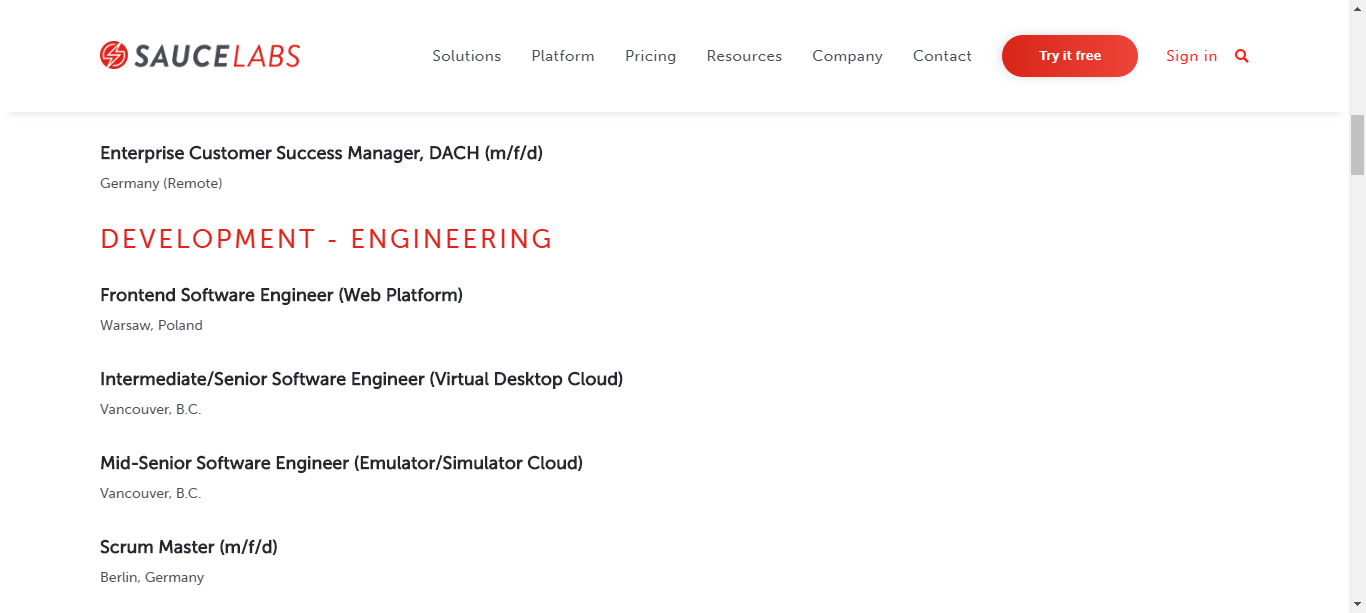 SAUCELABS
Solutions Platform Pricing Resources Company Contact Try it free Sign in
Enterprise Customer Success Manager, DACH (m/f/d)
Germany (Remote)
DEVELOPMENT - ENGINEERING
Frontend Software Engineer (Web Platform)
Warsaw, Poland
Intermediate/Senior Software Engineer (Virtual Desktop Cloud)
Vancouver, B.C.
Mid-Senior Software Engineer (Emulator/Simulator Cloud)
Vancouver, B.C.
Scrum Master (m/f/d)
Berlin, Germany